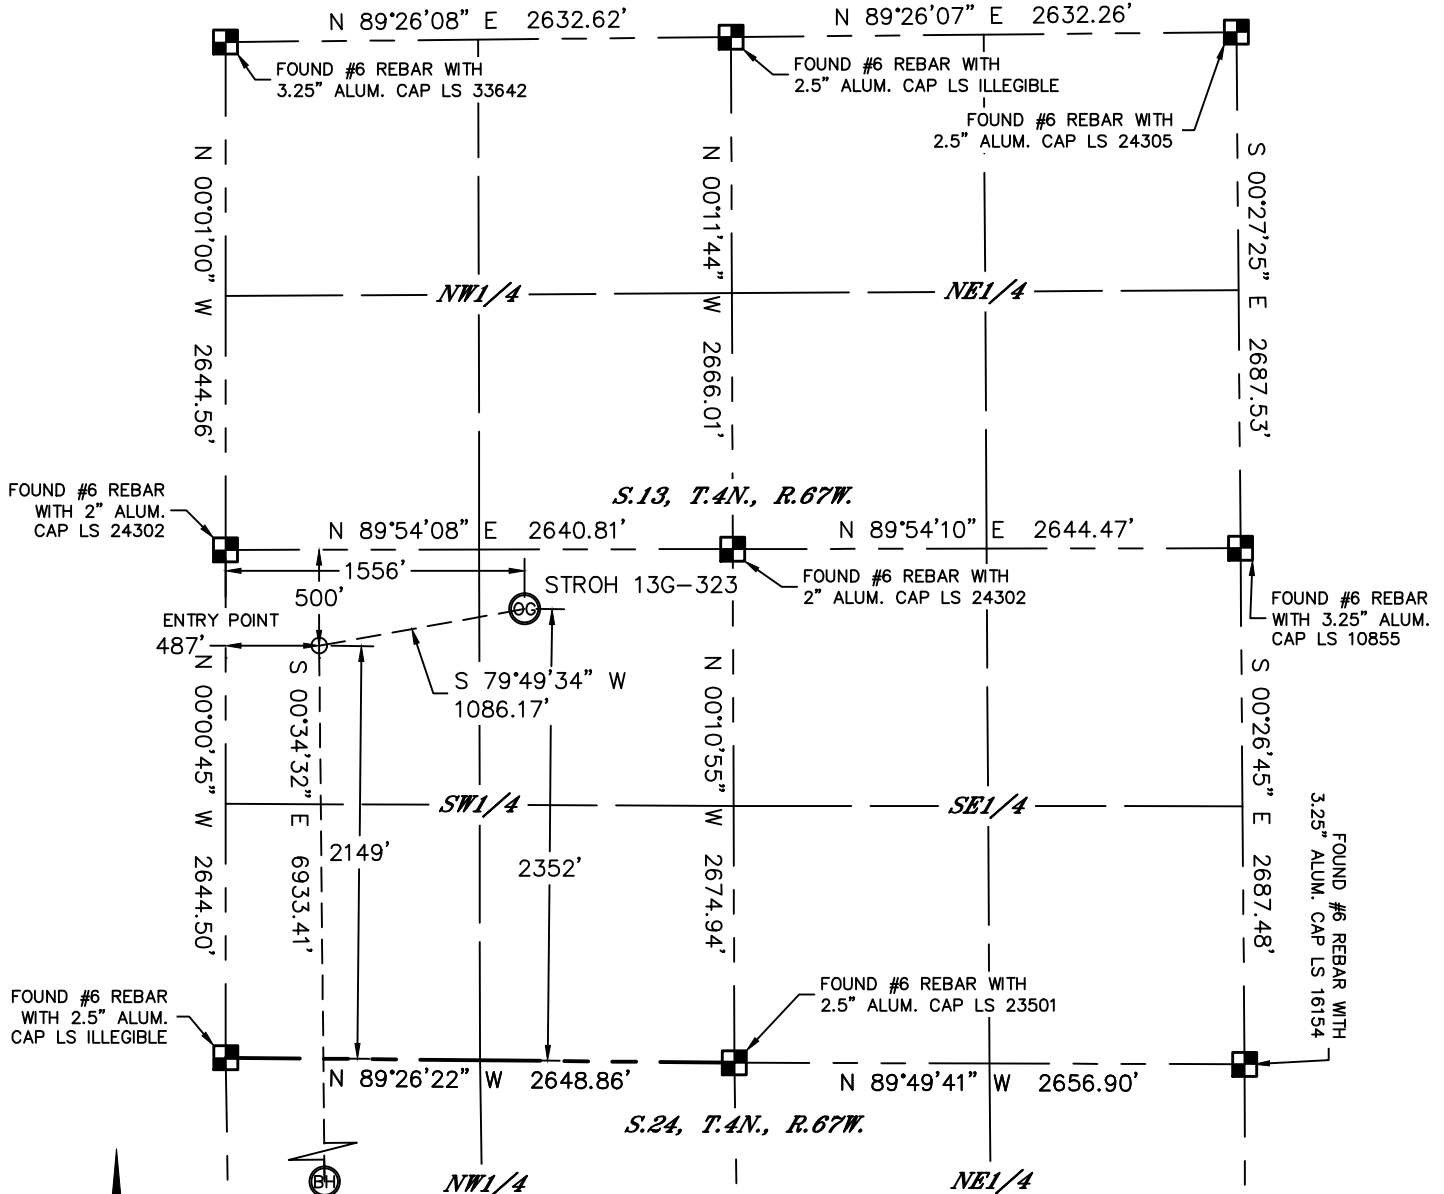 N 89°26'08" E 2632.62'
N 89°26'07" E 2632.26'
FOUND #6 REBAR WITH
3.25" ALUM. CAP LS 33642
FOUND #6 REBAR WITH
2.5" ALUM. CAP LS ILLEGIBLE
FOUND #6 REBAR WITH
2.5" ALUM. CAP LS 24305
N 00°01'00" W 2644.56'
N 00°11'44" W 2666.01'
S 00°27'25" E 2687.53'
NW1/4
NE1/4
FOUND #6 REBAR
WITH 2" ALUM.
CAP LS 24302
S.13, T.4N., R.67W.
N 89°54'08" E 2640.81'
N 89°54'10" E 2644.47'
1556'
STROH 13G-323
FOUND #6 REBAR WITH
2" ALUM. CAP LS 24302
500'
OG
FOUND #6 REBAR
WITH 3.25" ALUM.
CAP LS 10855
ENTRY POINT
487'
S 79°49'34" W
1086.17'
N 00°00'45" W 2644.50'
S 00°34'32" E 6933.41'
N 00°10'55" W 2674.94'
S 00°26'45" E 2687.48'
SW1/4
SE1/4
2149'
2352'
FOUND #6 REBAR WITH
3.25" ALUM. CAP LS 16154
FOUND #6 REBAR
WITH 2.5" ALUM.
CAP LS ILLEGIBLE
FOUND #6 REBAR WITH
2.5" ALUM. CAP LS 23501
N 89°26'22" W 2648.86'
N 89°49'41" W 2656.90'
S.24, T.4N., R.67W.
BH
NW1/4
NE1/4